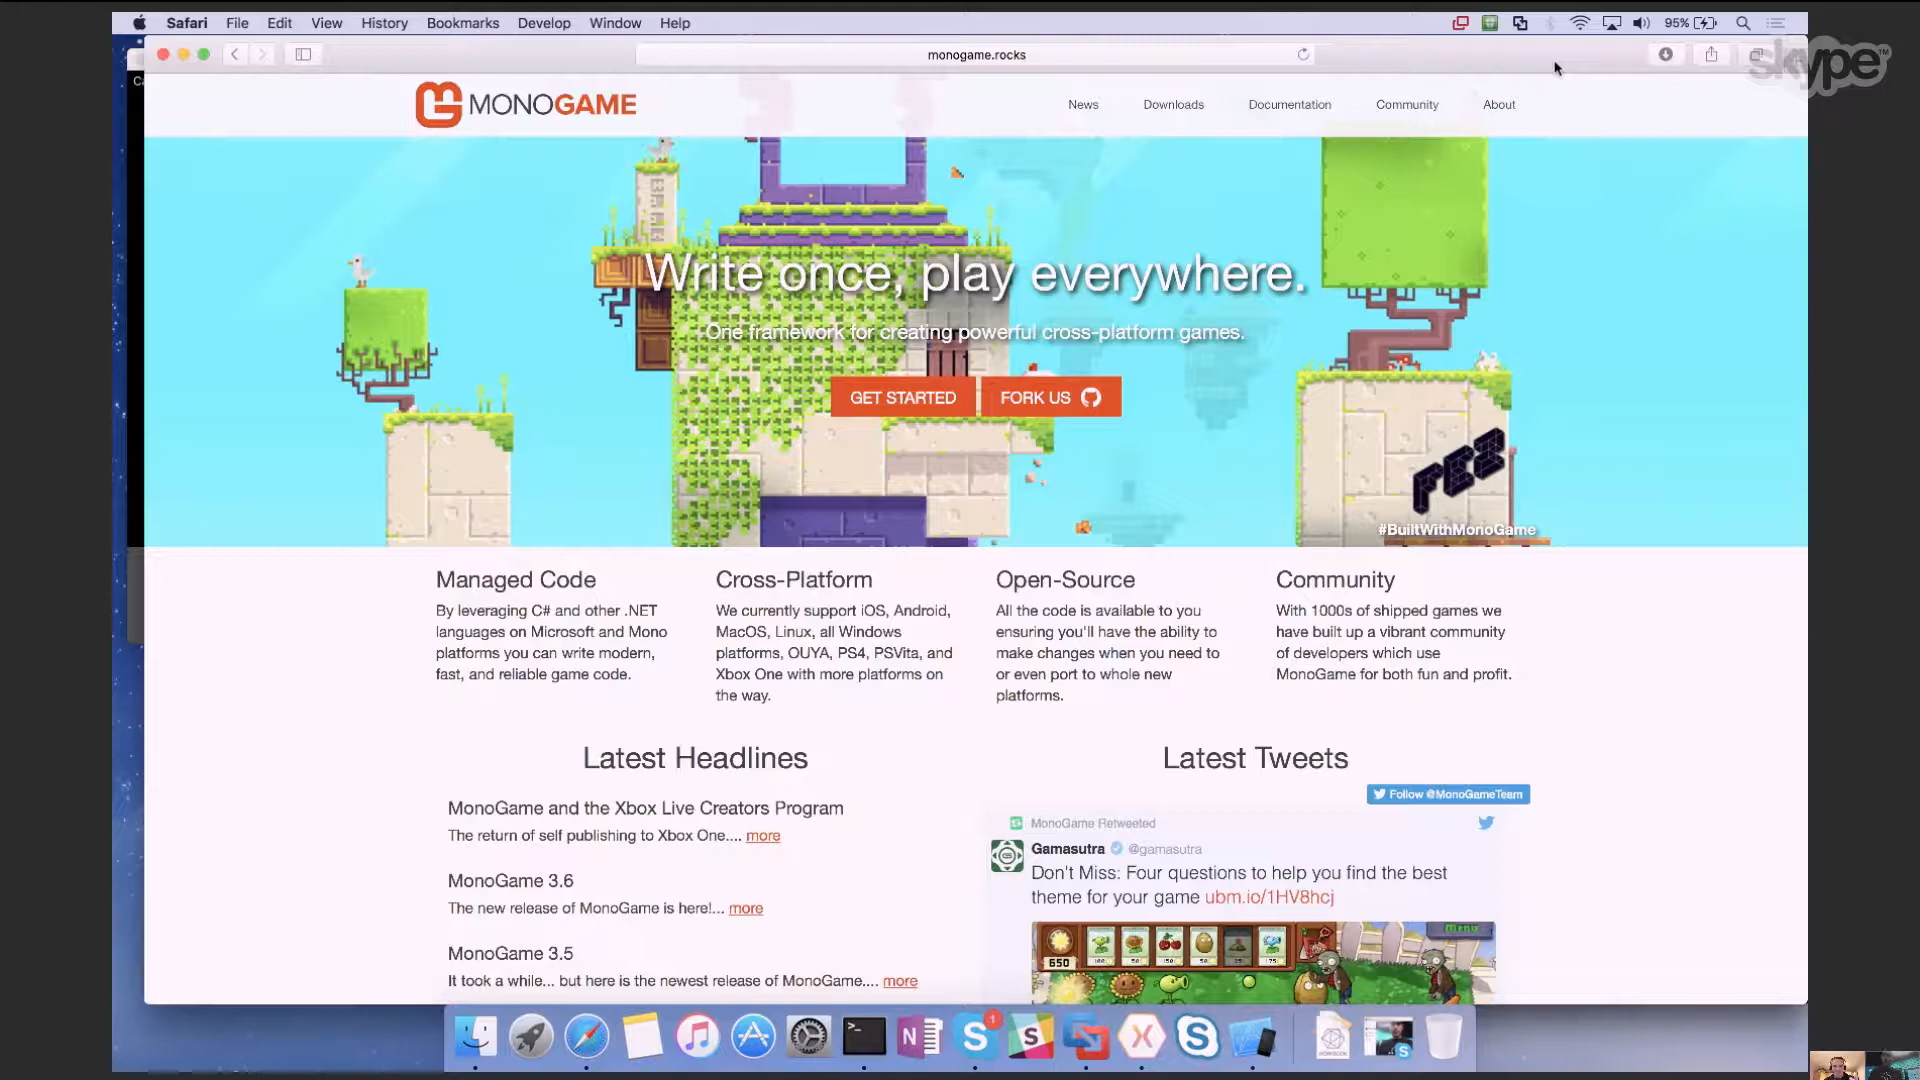 Safari File Edit View History Bookmarks Develop Window Help
95%
skype™
monogame.rocks
MONOGAME
News Downloads Documentation Community About
Write once, play everywhere.
One framework for creating powerful cross-platform games.
GET STARTED FORK US
FEZ
#BuiltWithMonoGame
Managed Code
By leveraging C# and other .NET
languages on Microsoft and Mono
platforms you can write modern,
fast, and reliable game code.
Cross-Platform
We currently support iOS, Android,
MacOS, Linux, all Windows
platforms, OUYA, PS4, PSVita, and
Xbox One with more platforms on
the way.
Open-Source
All the code is available to you
ensuring you'll have the ability to
make changes when you need to
or even port to whole new
platforms.
Community
With 1000s of shipped games we
have built up a vibrant community
of developers which use
MonoGame for both fun and profit.
Latest Headlines
MonoGame and the Xbox Live Creators Program
The return of self publishing to Xbox One.... more
MonoGame 3.6
The new release of MonoGame is here!... more
MonoGame 3.5
It took a while... but here is the newest release of MonoGame.... more
Latest Tweets
Follow @MonoGameTeam
MonoGame Retweeted
Gamasutra @gamasutra
Don't Miss: Four questions to help you find the best
theme for your game ubm.io/1HV8hcj
Menu
650
1